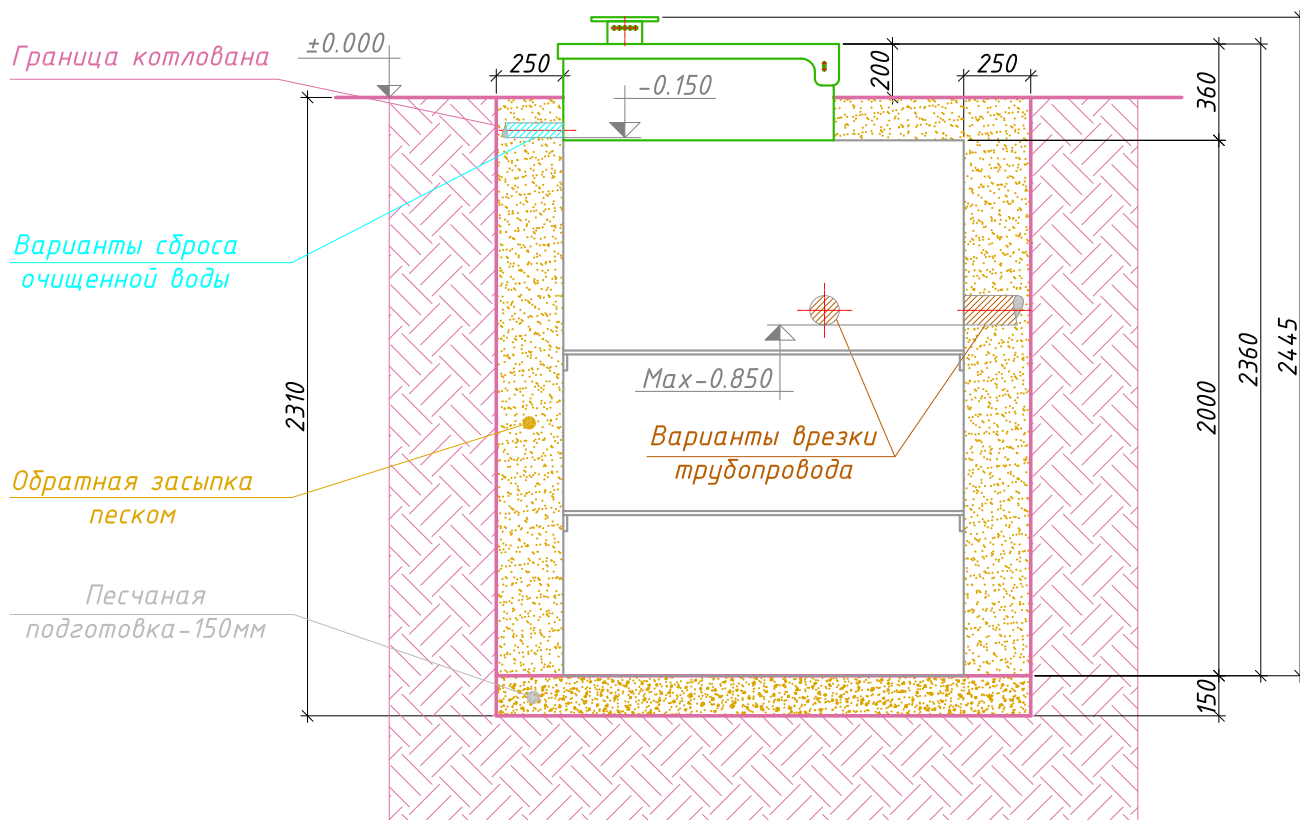 Граница котлована
±0.000
250
-0.150
200
250
360
Варианты сброса
очищенной воды
2310
Max-0.850
2000
2360
2445
Варианты врезки
трубопровода
Обратная засыпка
песком
Песчаная
подготовка-150мм
150